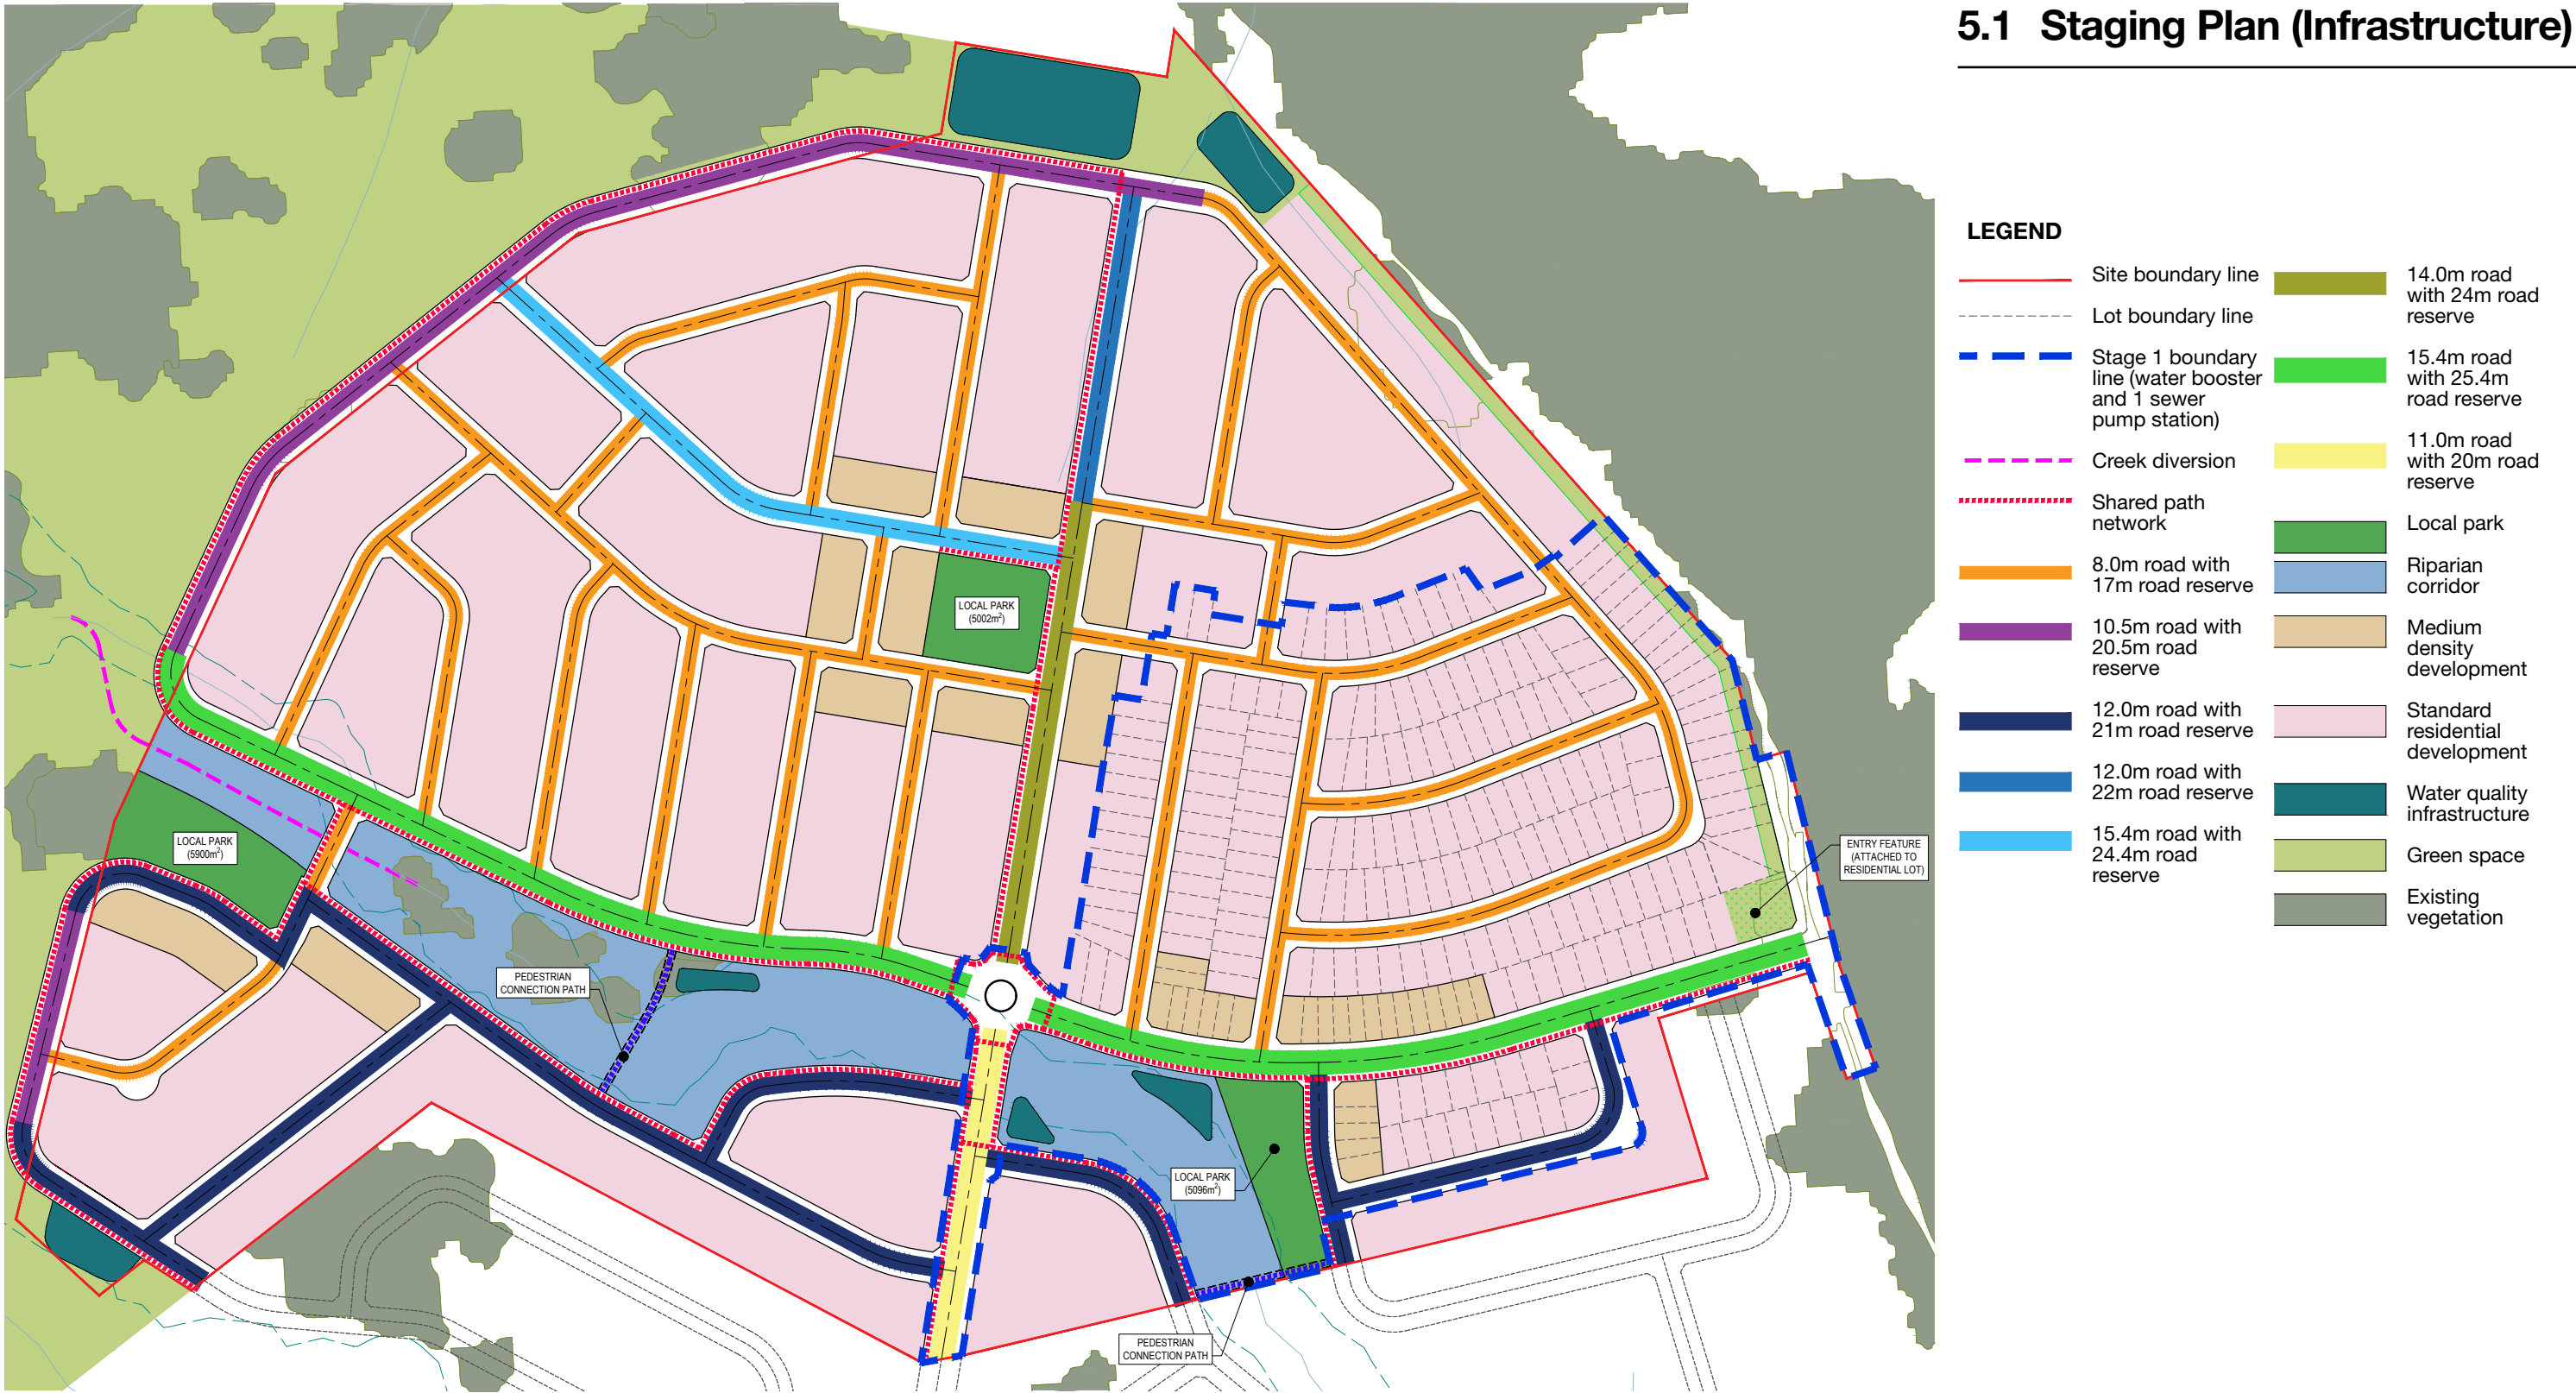 5.1 Staging Plan (Infrastructure)
LEGEND
Site boundary line
Lot boundary line
Stage 1 boundary
line (water booster
and 1 sewer
pump station)
Creek diversion
Shared path
network
8.0m road with
17m road reserve
10.5m road with
20.5m road
reserve
12.0m road with
21m road reserve
12.0m road with
22m road reserve
15.4m road with
24.4m road
reserve
14.0m road
with 24m road
reserve
15.4m road
with 25.4m
road reserve
11.0m road
with 20m road
reserve
Local park
Riparian
corridor
Medium
density
development
Standard
residential
development
Water quality
infrastructure
Green space
Existing
vegetation
LOCAL PARK
(5002m²)
LOCAL PARK
(5900m²)
ENTRY FEATURE
(ATTACHED TO
RESIDENTIAL LOT)
PEDESTRIAN
CONNECTION PATH
LOCAL PARK
(5096m²)
PEDESTRIAN
CONNECTION PATH